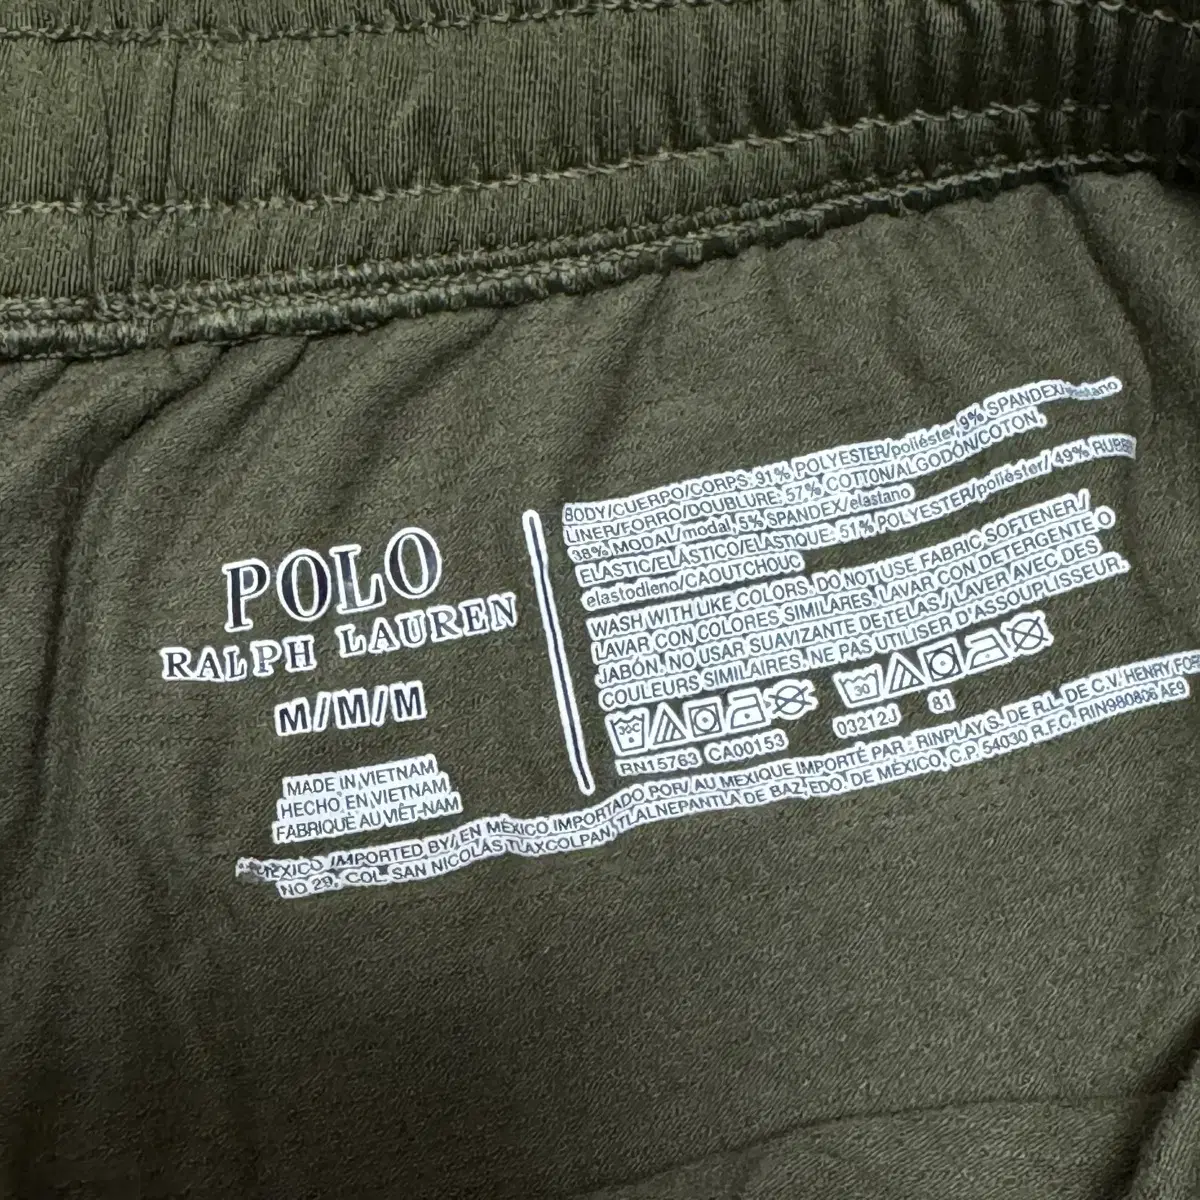 POLO
RALPH LAUREN
M/M/M
MADE IN VIETNAM
HECHO EN VIETNAM
FABRIQUÉ AU VIÊT-NAM
BODY/CUERPO/CORPS: 91% POLYESTER/poliéster, 9% SPANDEX/elastano
LINER/FORRO/DOUBLURE: 57% COTTON/ALGODÓN/COTON,
38% MODAL/modal, 5% SPANDEX/elastano
ELASTIC/ELÁSTICO/ÉLASTIQUE: 51% POLYESTER/poliéster/ 49% RUBBER
elastodieno/CAOUTCHOUC
WASH WITH LIKE COLORS. DO NOT USE FABRIC SOFTENER /
LAVAR CON COLORES SIMILARES. LAVAR CON DETERGENTE O
JABÓN. NO USAR SUAVIZANTE DE TELAS / LAVER AVEC DES
COULEURS SIMILAIRES. NE PAS UTILISER D'ASSOUPLISSEUR.
30C 30
RN15763 CA00153 03212J 81
MEXICO IMPORTED BY/ EN MÉXICO IMPORTADO POR/ AU MEXIQUE IMPORTÉ PAR: RINPLAY, S. DE R.L. DE C.V. HENRY
NO 29, COL. SAN NICOLÁS TLAXCOLPAN, TLALNEPANTLA DE BAZ, EDO. DE MÉXICO, C.P. 54030 R.F.C. RIN980806 AE9